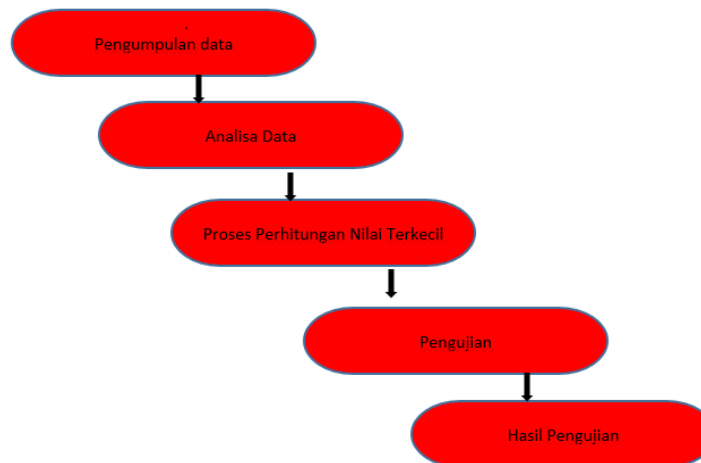 Pengumpulan data
Analisa Data
Proses Perhitungan Nilai Terkecil
Pengujian
Hasil Pengujian